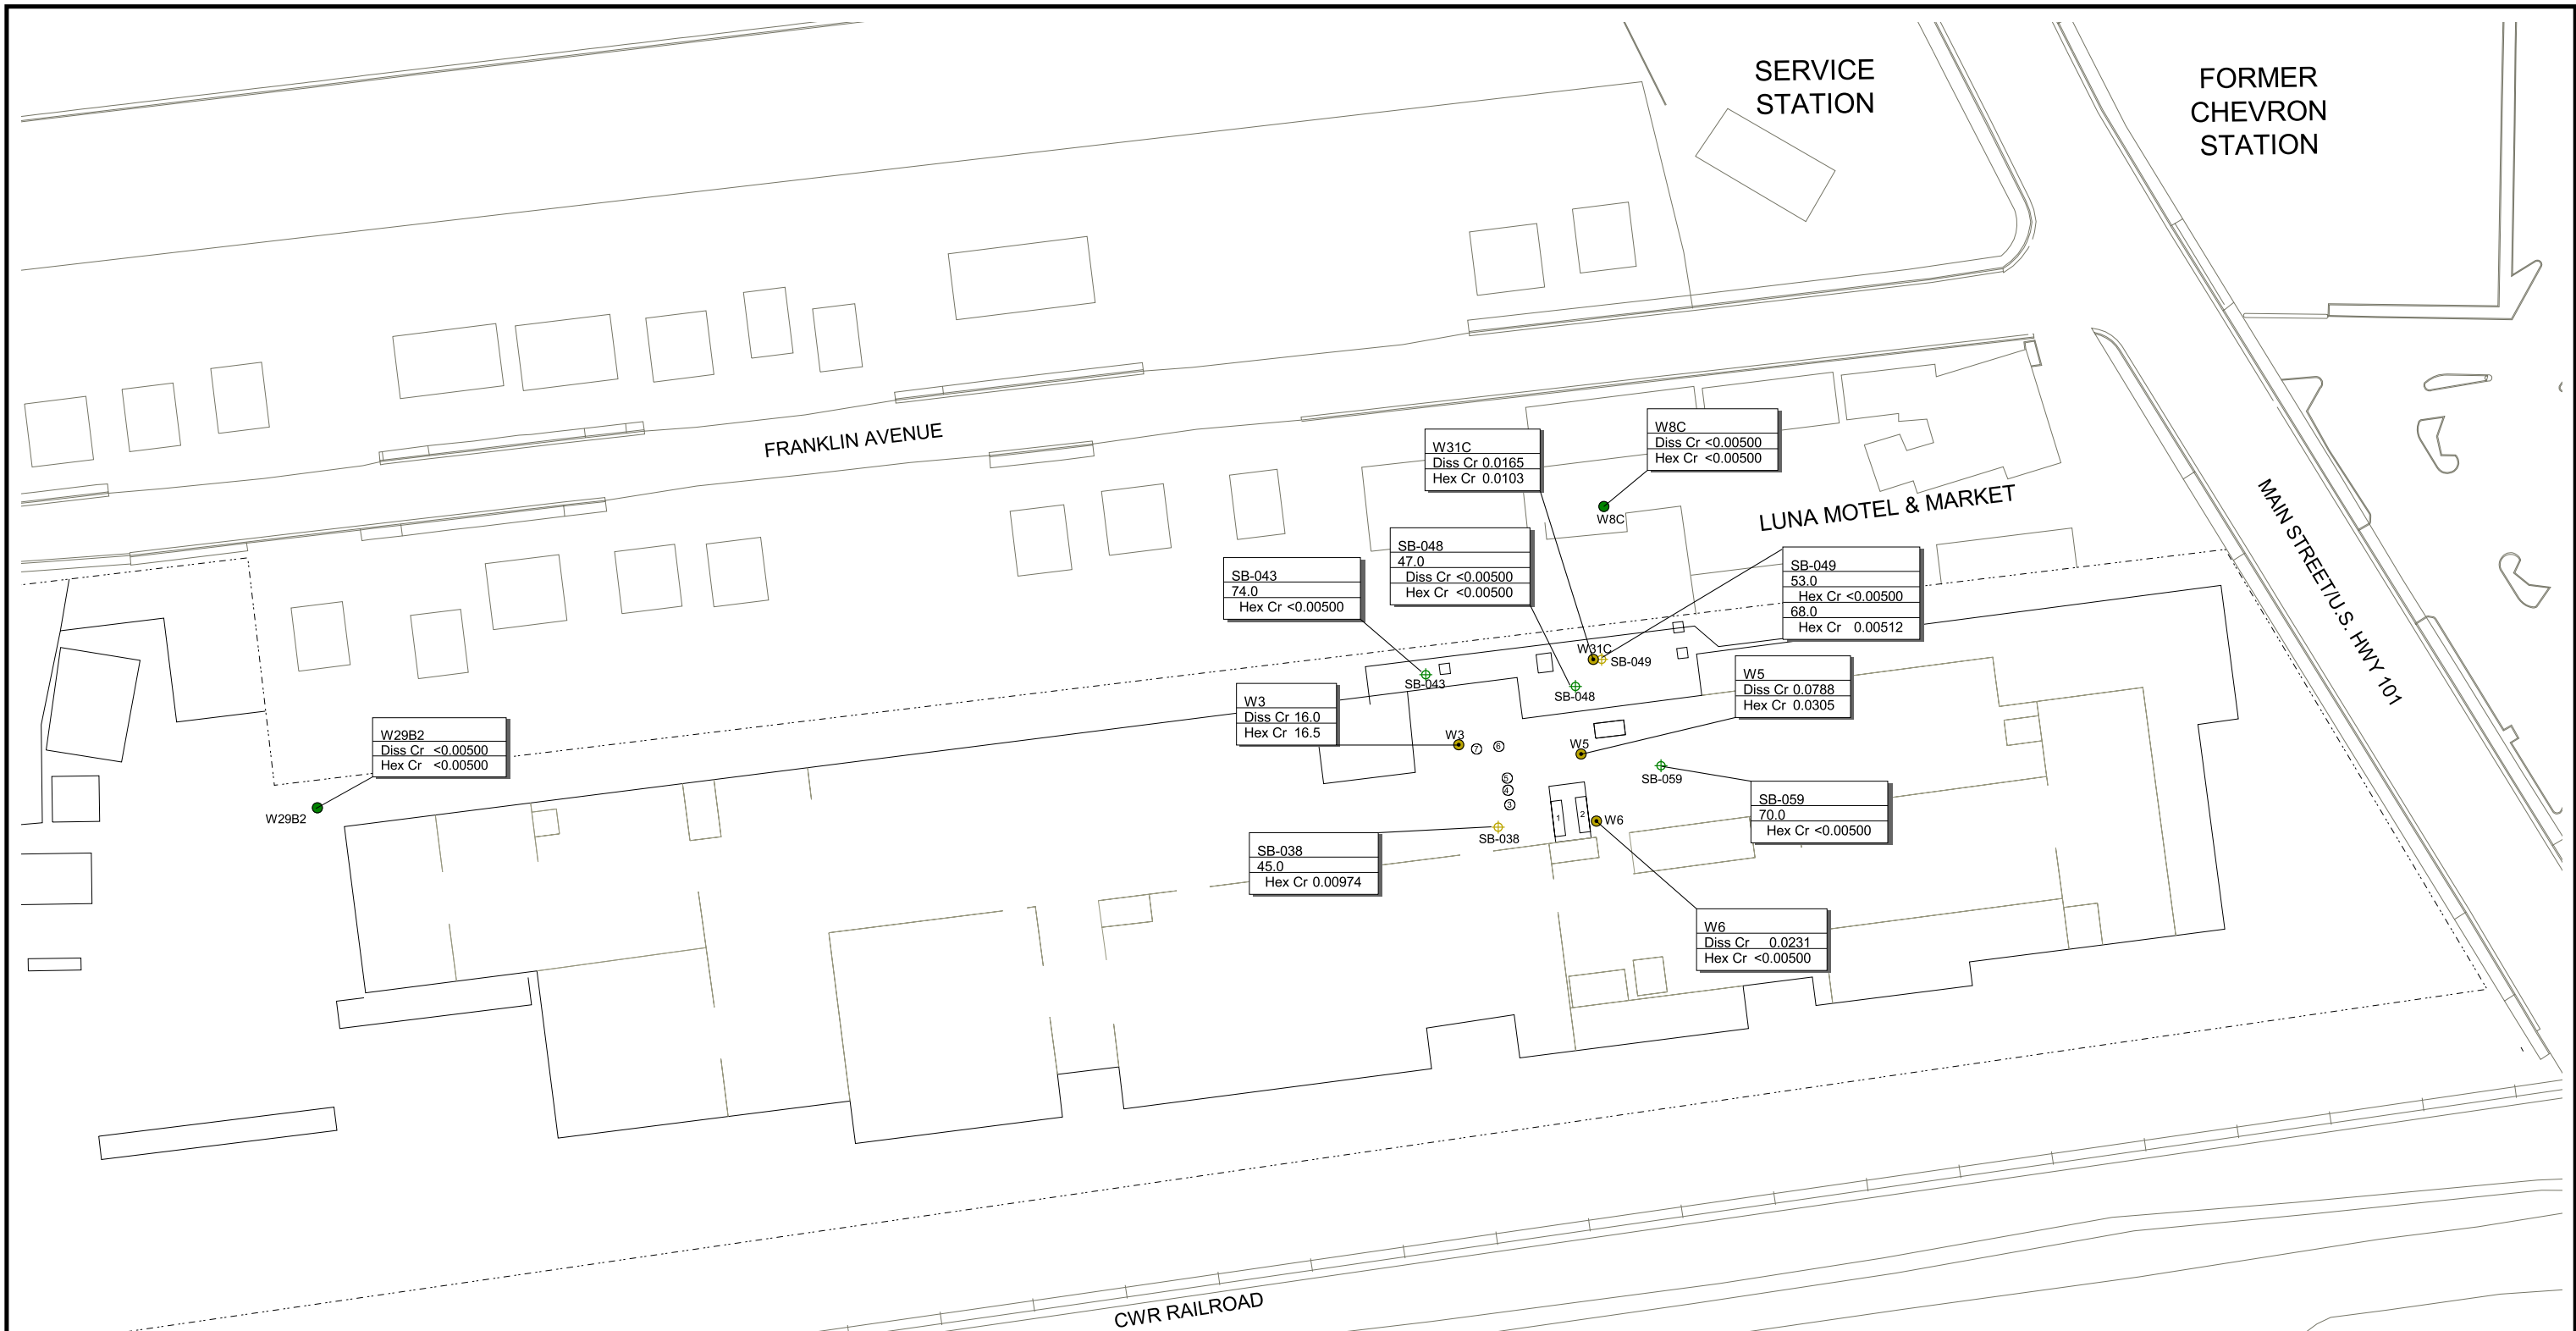 SERVICE
STATION
FORMER
CHEVRON
STATION
FRANKLIN AVENUE
W8C
Diss Cr <0.00500
Hex Cr <0.00500
W31C
Diss Cr 0.0165
Hex Cr 0.0103
W8C
LUNA MOTEL & MARKET
MAIN STREET/U.S. HWY 101
SB-048
47.0
Diss Cr <0.00500
Hex Cr <0.00500
SB-043
74.0
Hex Cr <0.00500
SB-049
53.0
Hex Cr <0.00500
68.0
Hex Cr 0.00512
W31C
SB-049
SB-043
SB-048
W5
Diss Cr 0.0788
Hex Cr 0.0305
W3
Diss Cr 16.0
Hex Cr 16.5
W29B2
Diss Cr <0.00500
Hex Cr <0.00500
W3
7
6
W5
SB-059
5
4
3
W29B2
1
2
W6
SB-038
SB-059
70.0
Hex Cr <0.00500
SB-038
45.0
Hex Cr 0.00974
W6
Diss Cr 0.0231
Hex Cr <0.00500
CWR RAILROAD